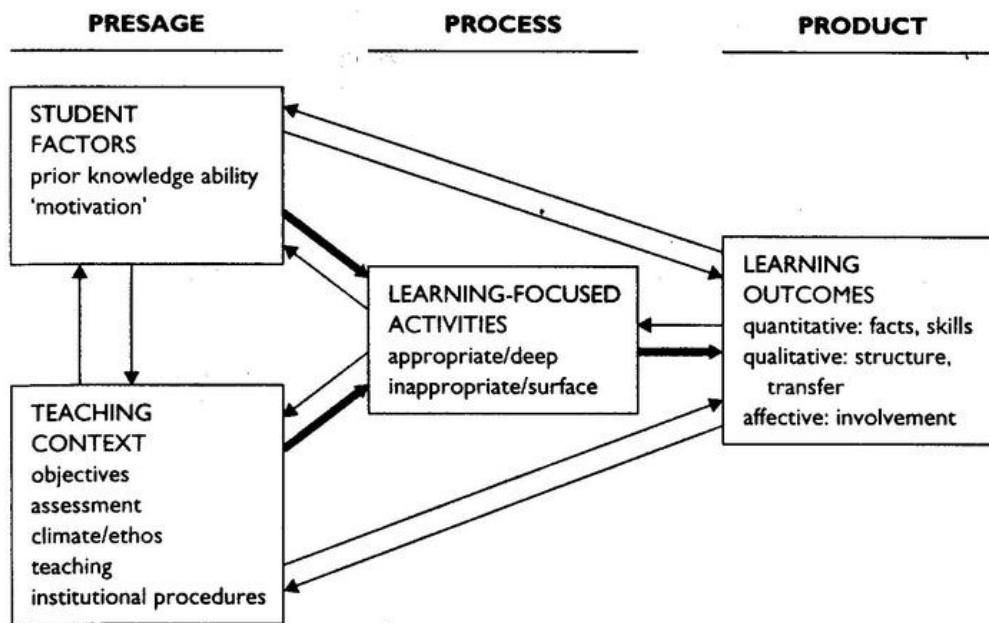 PRESAGE
PROCESS
PRODUCT
STUDENT
FACTORS
prior knowledge ability
‘motivation’
TEACHING
CONTEXT
objectives
assessment
climate/ethos
teaching
institutional procedures
LEARNING-FOCUSED
ACTIVITIES
appropriate/deep
inappropriate/surface
LEARNING
OUTCOMES
quantitative: facts, skills
qualitative: structure,
transfer
affective: involvement